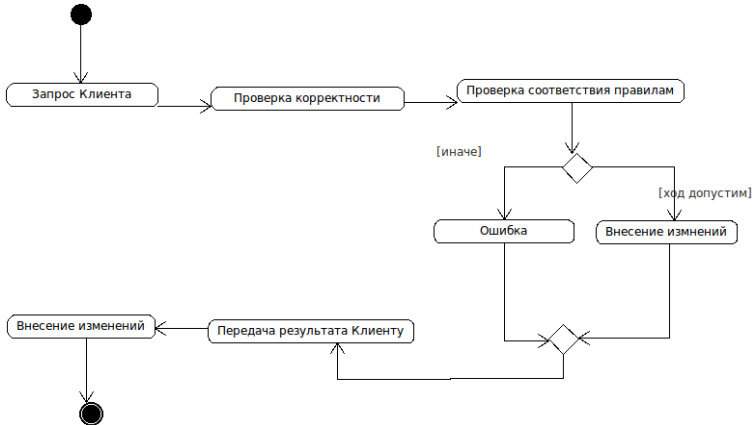 Запрос Клиента
Проверка корректности
Проверка соответствия правилам
[иначе]
[ход допустим]
Ошибка
Внесение измнений
Внесение изменений
Передача результата Клиенту